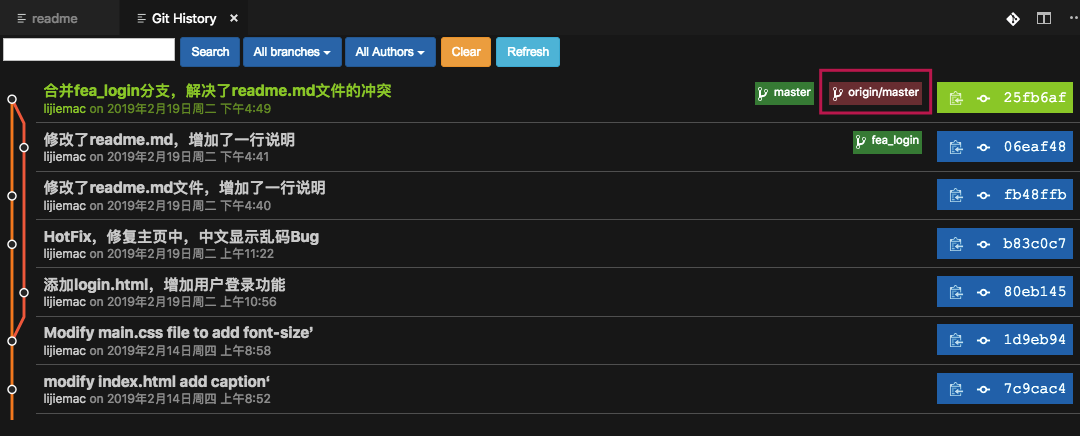 readme
Git History ×
Search All branches All Authors Clear Refresh
合并fea_login分支，解决了readme.md文件的冲突 master origin/master 25fb6af
lijiemac on 2019年2月19日周二 下午4:49
修改了readme.md，增加了一行说明 fea_login 06eaf48
lijiemac on 2019年2月19日周二 下午4:41
修改了readme.md文件，增加了一行说明 fb48ffb
lijiemac on 2019年2月19日周二 下午4:40
HotFix，修复主页中，中文显示乱码Bug b83c0c7
lijiemac on 2019年2月19日周二 上午11:22
添加login.html，增加用户登录功能 80eb145
lijiemac on 2019年2月19日周二 上午10:56
Modify main.css file to add font-size’ 1d9eb94
lijiemac on 2019年2月14日周四 上午8:58
modify index.html add caption‘ 7c9cac4
lijiemac on 2019年2月14日周四 上午8:52